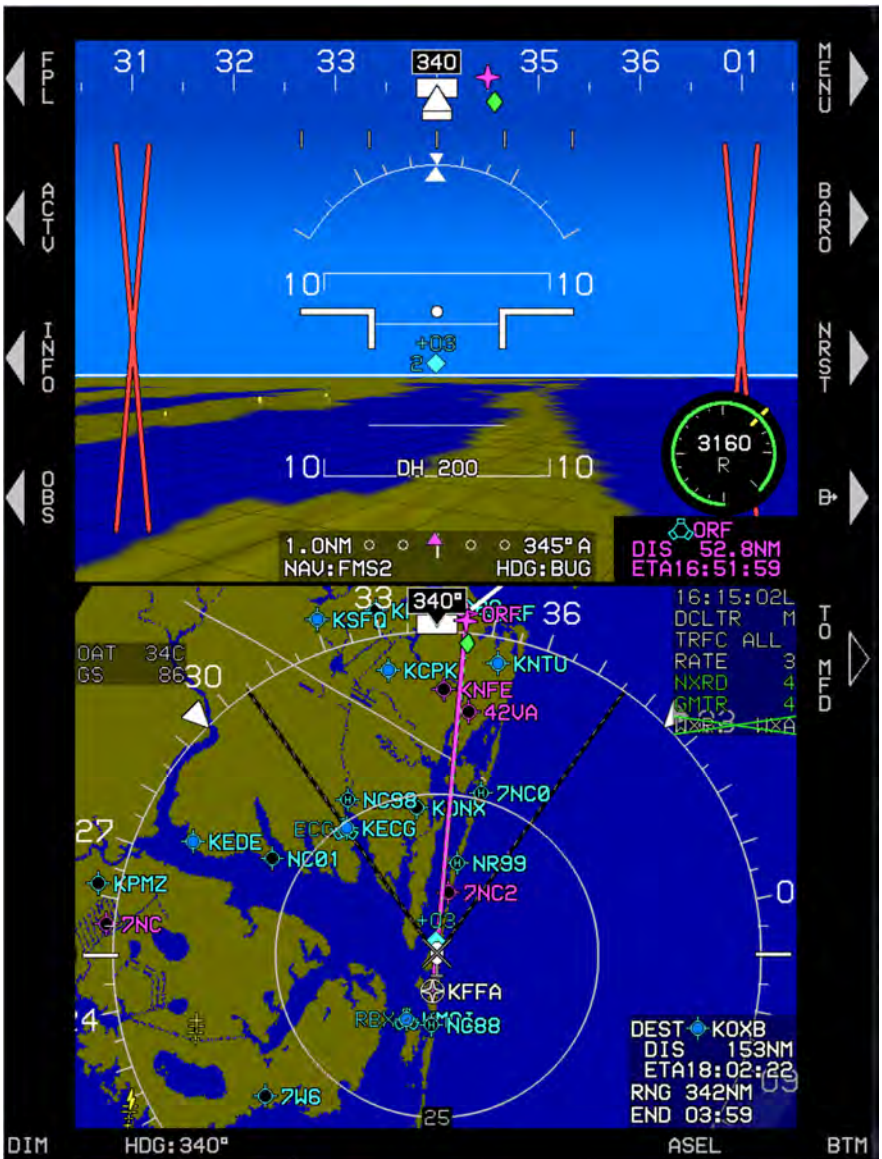 FPL
ACTV
INFO
OBS
MENU
BARO
NRST
TO MFD
31 32 33 340 35 36 01
10 10
+03
2
10 DH 200 10
3160
R
1.0NM 345° A
NAV:FMS2 HDG:BUG
ORF
DIS 52.8NM
ETA16:51:59
33 340° 36
KSFQ ORF
OAT 34C
GS 86
30
16:15:02L
DCLTR M
TRFC ALL
RATE 3
NXRD 4
GMTR 4
KCPK KNTU
KNFE
42VA
NC98 KONX 7NC0
27
ECG KECG
KEDE
NC01 NR99
KPMZ 7NC2
7NC
+03
KFFA
24
NC88
7W6
25
DEST KOXB
DIS 153NM
ETA18:02:22
RNG 342NM
END 03:59
09
DIM HDG:340° ASEL BTM